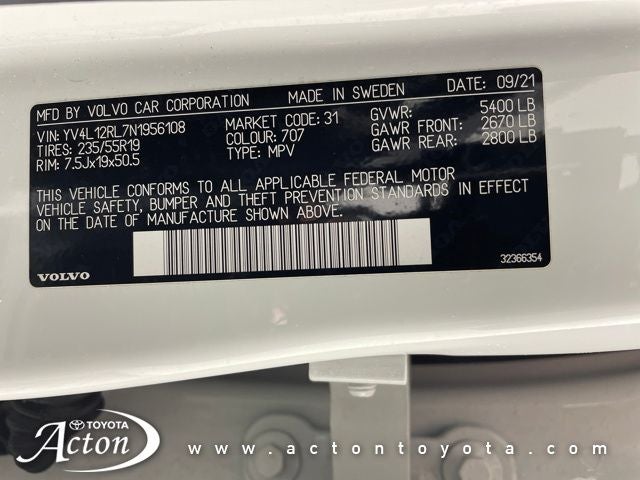 MFD BY VOLVO CAR CORPORATION MADE IN SWEDEN DATE: 09/21
VIN: YV4L12RL7N1956108 MARKET CODE: 31 GVWR: 5400 LB
TIRES: 235/55R19 COLOUR: 707 GAWR FRONT: 2670 LB
RIM: 7.5Jx19x50.5 TYPE: MPV GAWR REAR: 2800 LB
THIS VEHICLE CONFORMS TO ALL APPLICABLE FEDERAL MOTOR
VEHICLE SAFETY, BUMPER AND THEFT PREVENTION STANDARDS IN EFFECT
ON THE DATE OF MANUFACTURE SHOWN ABOVE.
VOLVO 32366354
TOYOTA
Acton
www.actontoyota.com